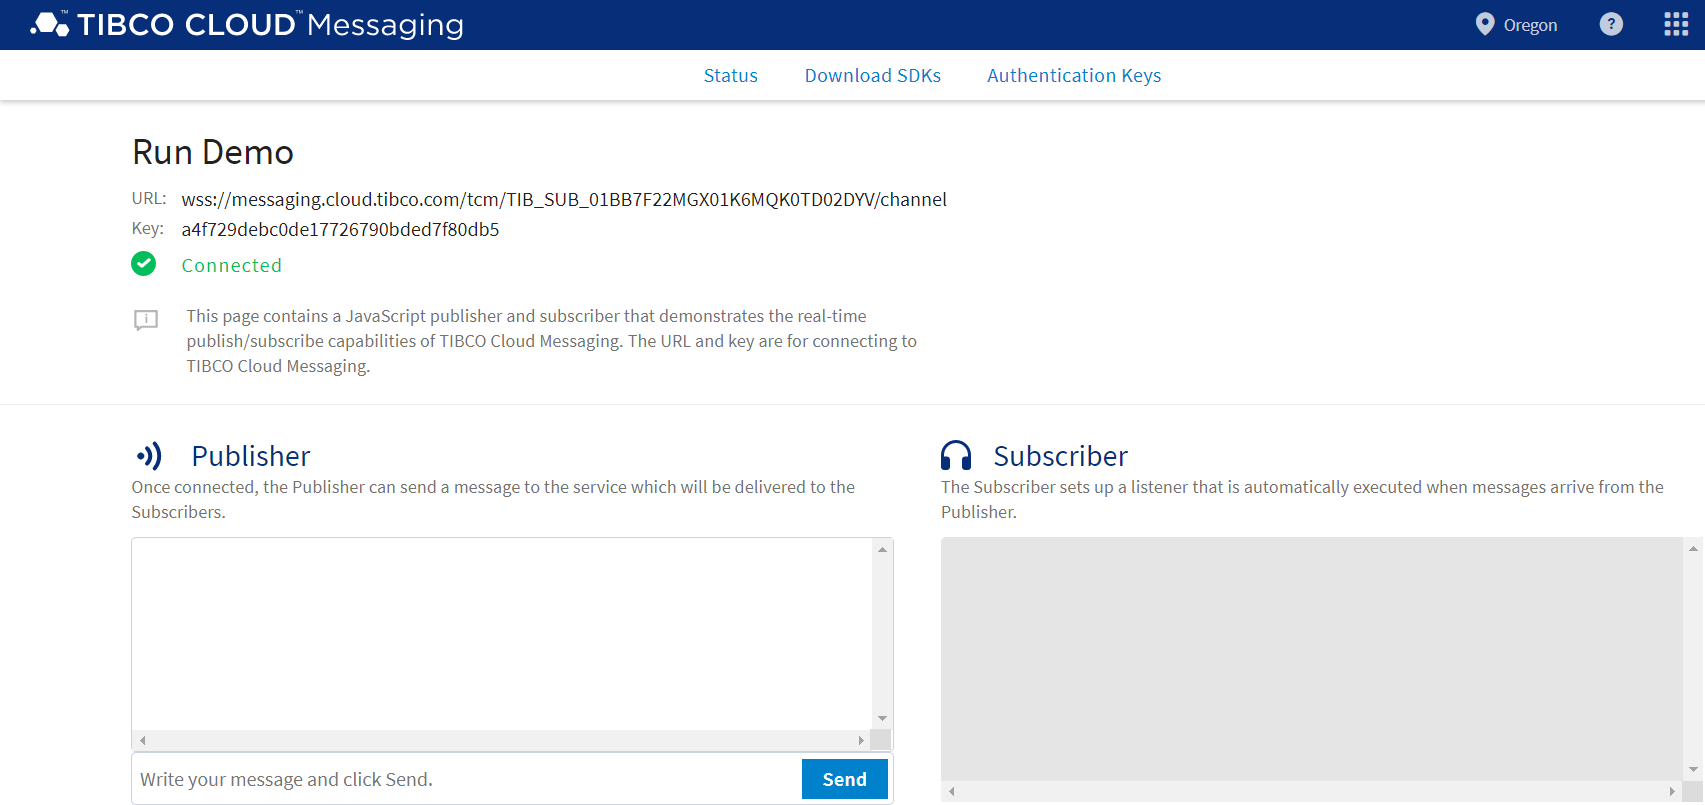 TIBCO CLOUD™ Messaging
Oregon
?
Status
Download SDKs
Authentication Keys
Run Demo
URL: wss://messaging.cloud.tibco.com/tcm/TIB_SUB_01BB7F22MGX01K6MQK0TD02DYV/channel
Key: a4f729debc0de17726790bded7f80db5
Connected
This page contains a JavaScript publisher and subscriber that demonstrates the real-time
publish/subscribe capabilities of TIBCO Cloud Messaging. The URL and key are for connecting to
TIBCO Cloud Messaging.
Publisher
Once connected, the Publisher can send a message to the service which will be delivered to the
Subscribers.
Write your message and click Send.
Send
Subscriber
The Subscriber sets up a listener that is automatically executed when messages arrive from the
Publisher.